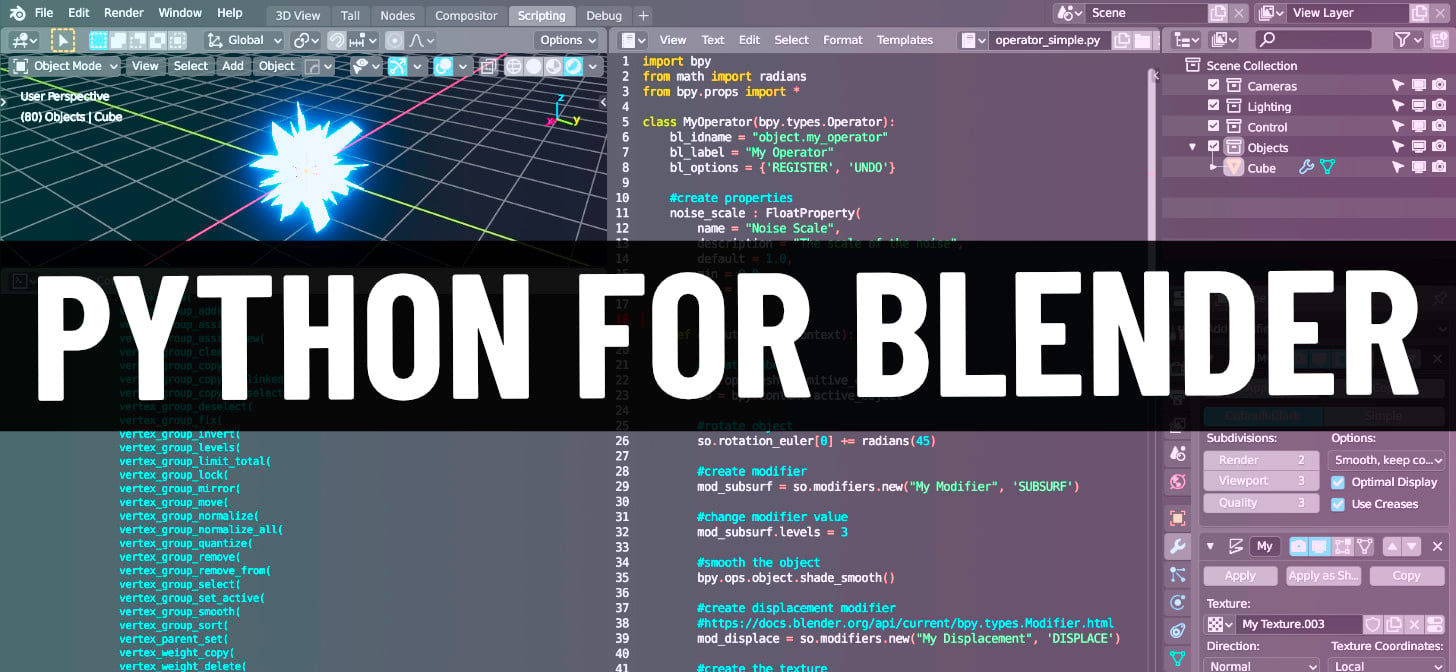 File Edit Render Window Help 3D View Tall Nodes Compositor Scripting Debug + Scene View Layer
Global Options View Text Edit Select Format Templates operator_simple.py
Object Mode View Select Add Object
User Perspective
(80) Objects | Cube
Z
Y
X
1 import bpy
2 from math import radians
3 from bpy.props import *
4
5 class MyOperator(bpy.types.Operator):
6 bl_idname = "object.my_operator"
7 bl_label = "My Operator"
8 bl_options = {'REGISTER', 'UNDO'}
9
10 #create properties
11 noise_scale : FloatProperty(
12 name = "Noise Scale",
13 description = "The scale of the noise",
14 default = 1.0,
Scene Collection
Cameras
Lighting
Control
Objects
Cube
PYTHON FOR BLENDER
vertex_group_deselect(
vertex_group_fix(
vertex_group_invert(
vertex_group_levels(
vertex_group_limit_total(
vertex_group_lock(
vertex_group_mirror(
vertex_group_move(
vertex_group_normalize(
vertex_group_normalize_all(
vertex_group_quantize(
vertex_group_remove(
vertex_group_remove_from(
vertex_group_select(
vertex_group_set_active(
vertex_group_smooth(
vertex_group_sort(
vertex_parent_set(
vertex_weight_copy(
vertex_weight_delete(
25 #rotate object
26 so.rotation_euler[0] += radians(45)
27
28 #create modifier
29 mod_subsurf = so.modifiers.new("My Modifier", 'SUBSURF')
30
31 #change modifier value
32 mod_subsurf.levels = 3
33
34 #smooth the object
35 bpy.ops.object.shade_smooth()
36
37 #create displacement modifier
38 #https://docs.blender.org/api/current/bpy.types.Modifier.html
39 mod_displace = so.modifiers.new("My Displacement", 'DISPLACE')
40
41 #create the texture
Catmull-Clark Simple
Subdivisions: Options:
Render 2 Smooth, keep co...
Viewport 3 Optimal Display
Quality 3 Use Creases
My
Apply Apply as Sh... Copy
Texture:
My Texture.003
Direction: Texture Coordinates:
Normal Local